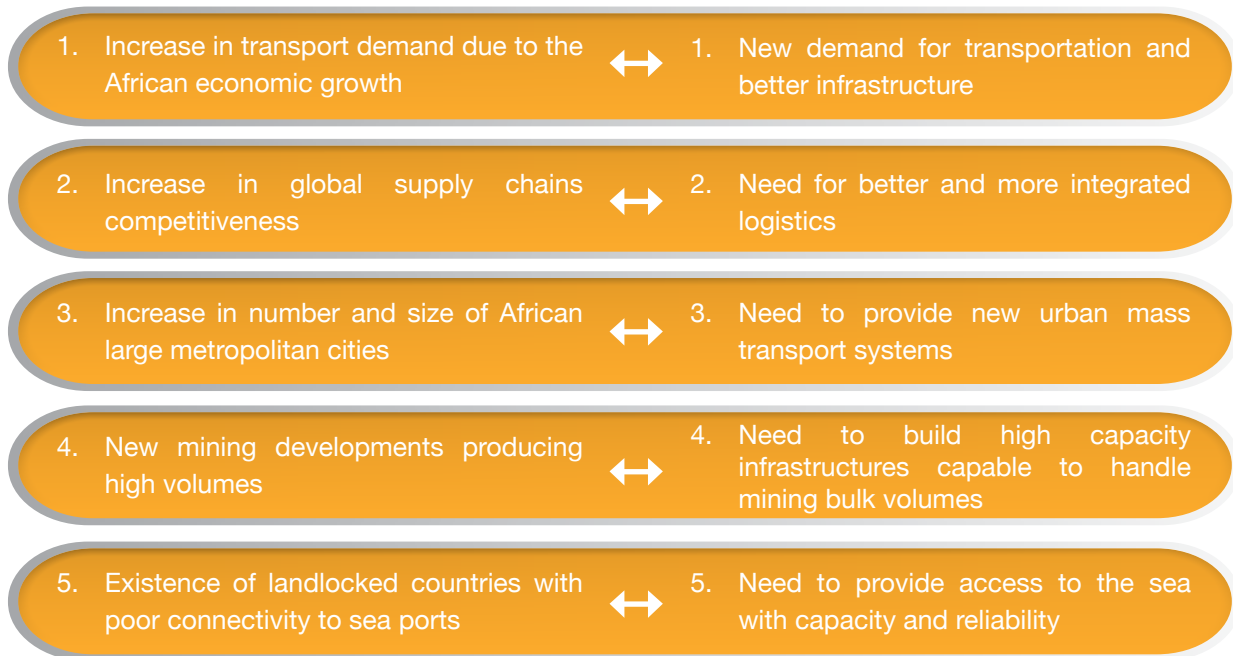 1. Increase in transport demand due to the
African economic growth
1. New demand for transportation and
better infrastructure
2. Increase in global supply chains
competitiveness
2. Need for better and more integrated
logistics
3. Increase in number and size of African
large metropolitan cities
3. Need to provide new urban mass
transport systems
4. New mining developments producing
high volumes
4. Need to build high capacity
infrastructures capable to handle
mining bulk volumes
5. Existence of landlocked countries with
poor connectivity to sea ports
5. Need to provide access to the sea
with capacity and reliability